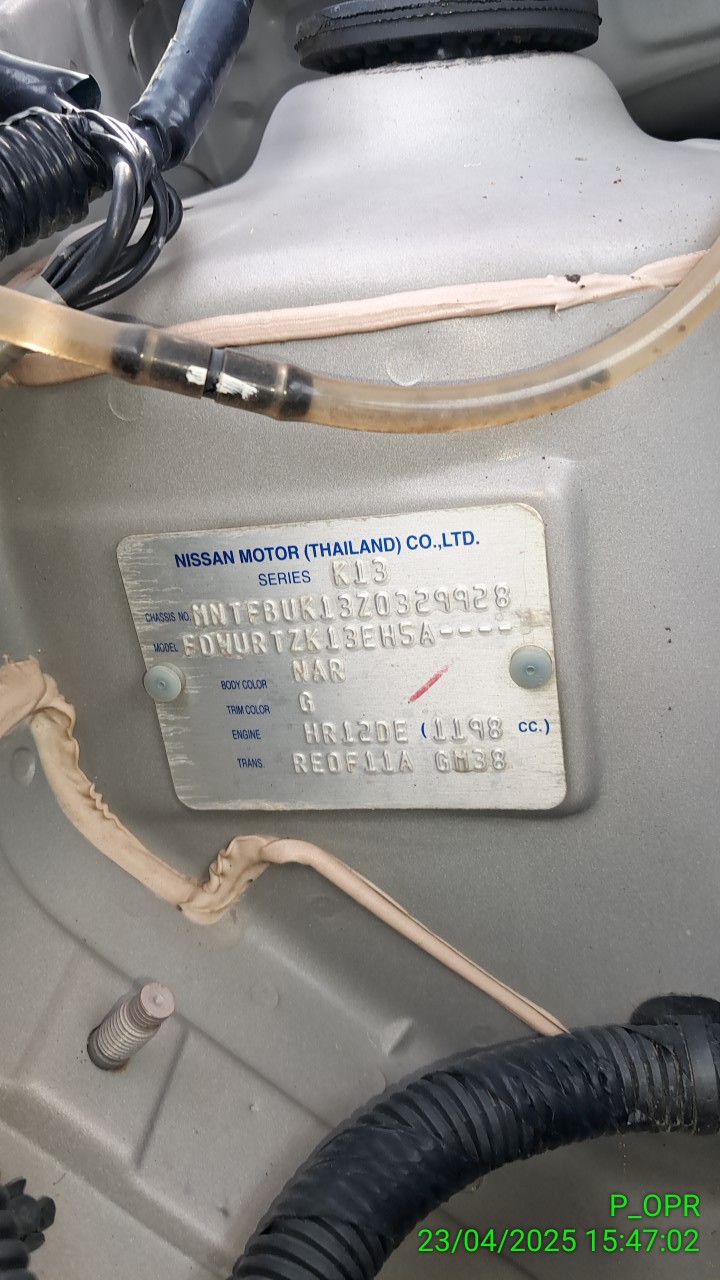 NISSAN MOTOR (THAILAND) CO.,LTD.
SERIES K13
CHASSIS NO. MNTFBUK13Z0329928
MODEL FDWURTZK13EH5A----
BODY COLOR NAR
TRIM COLOR G
ENGINE HR12DE (1198 CC.)
TRANS. RE0F11A GM38
P_OPR
23/04/2025 15:47:02